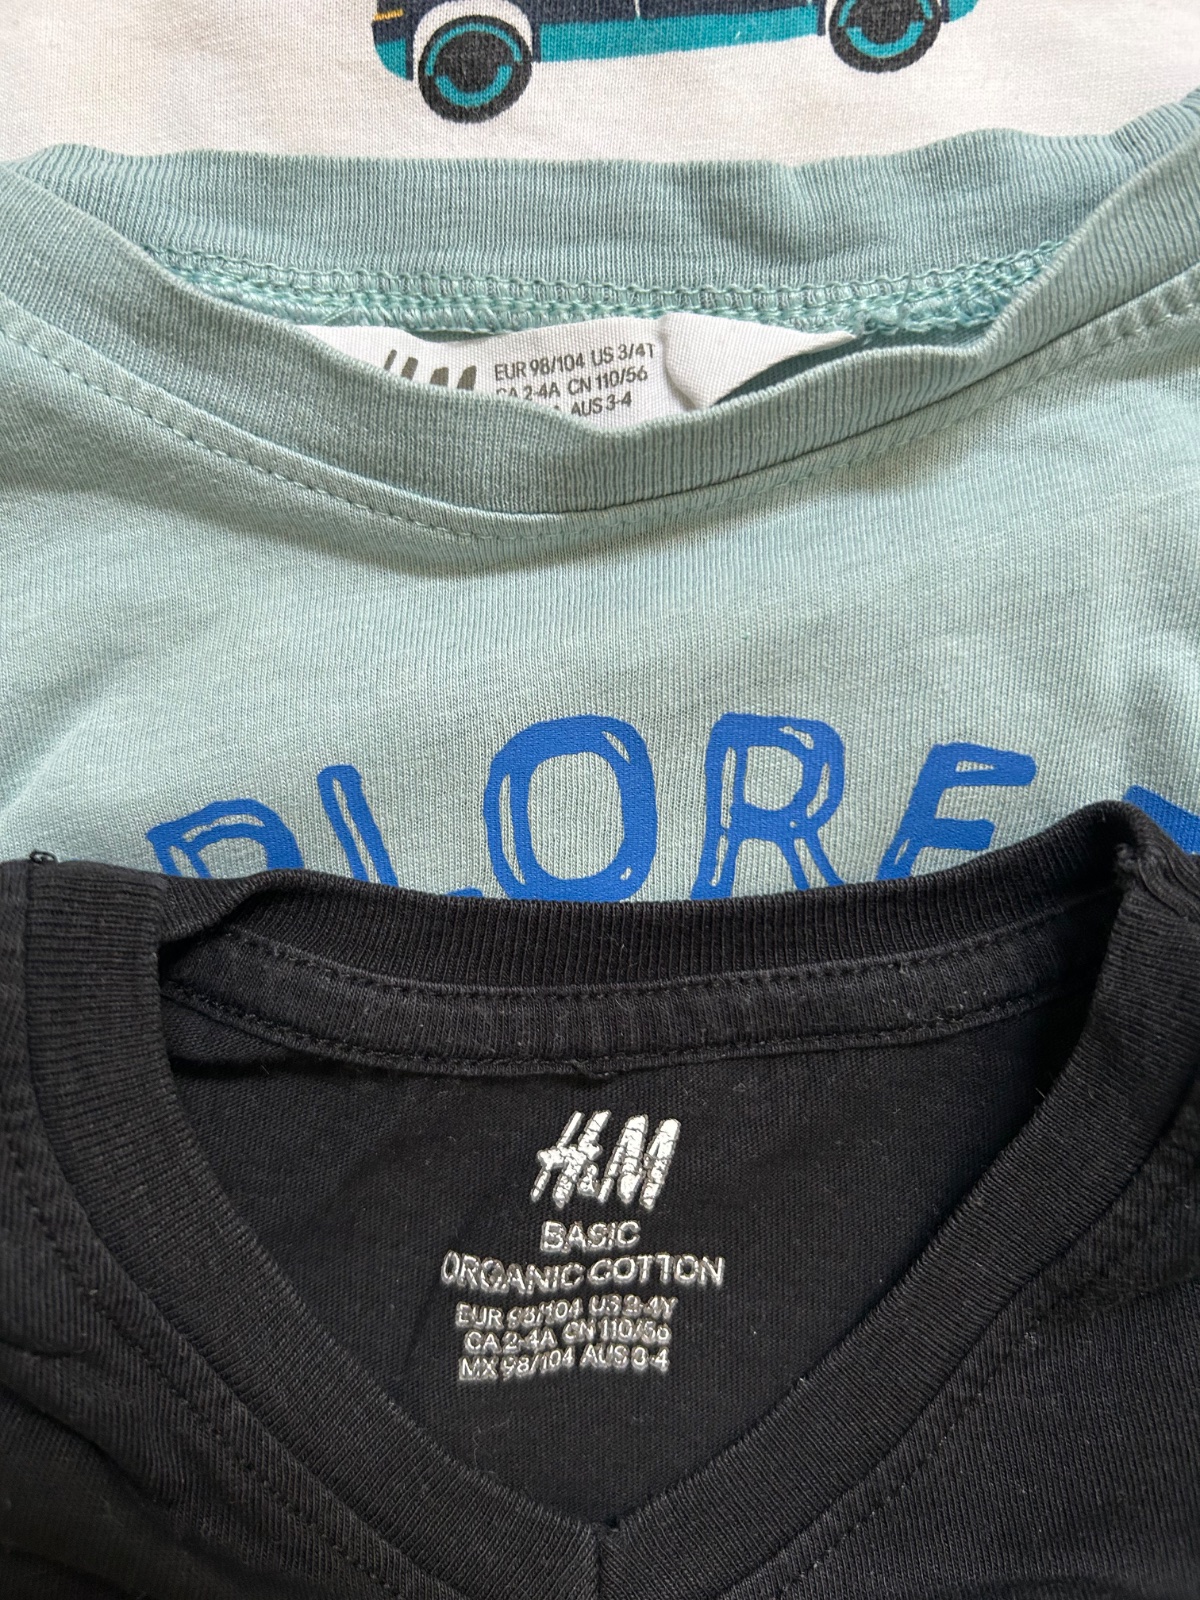 H&M
EUR 98/104 US 3/4T
CA 2-4A CN 110/56
AUS 3-4
PLORE
H&M
BASIC
ORGANIC COTTON
EUR 98/104 US 2-4Y
CA 2-4A CN 110/56
MX 98/104 AUS 3-4